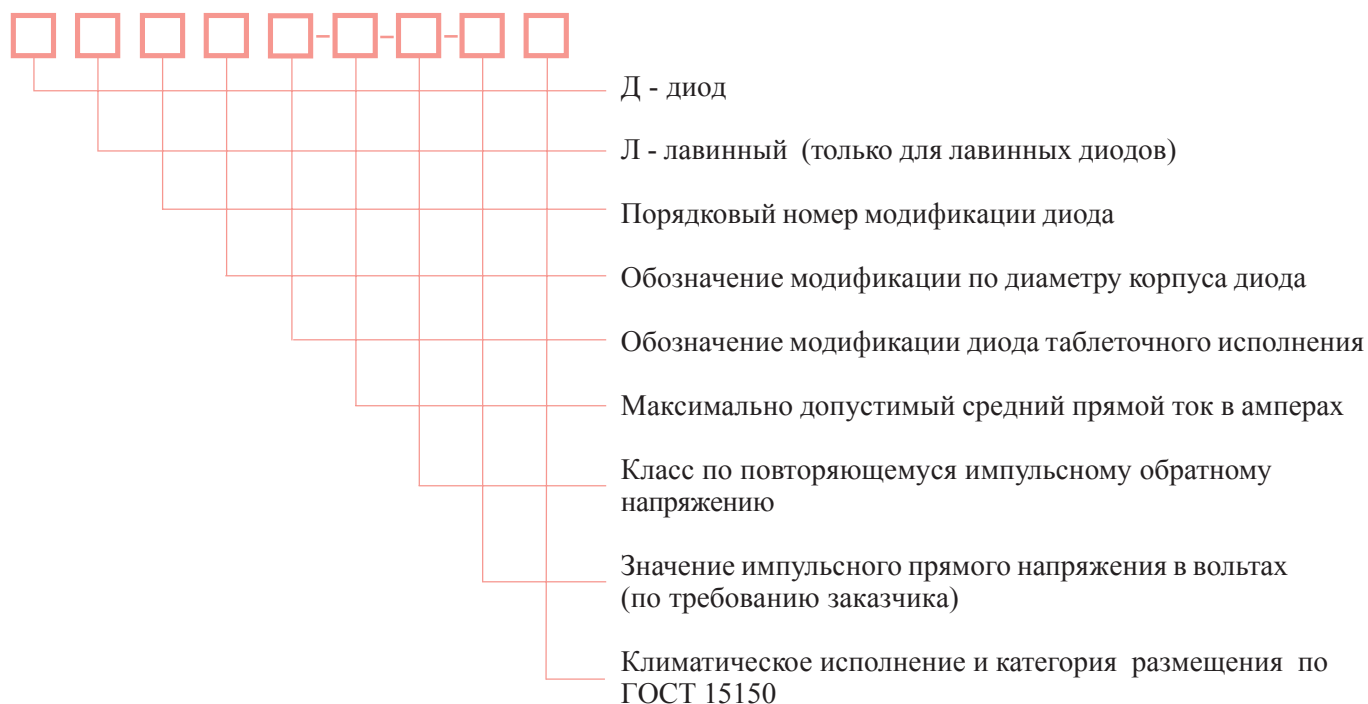 Д - диод
Л - лавинный (только для лавинных диодов)
Порядковый номер модификации диода
Обозначение модификации по диаметру корпуса диода
Обозначение модификации диода таблеточного исполнения
Максимально допустимый средний прямой ток в амперах
Класс по повторяющемуся импульсному обратному
напряжению
Значение импульсного прямого напряжения в вольтах
(по требованию заказчика)
Климатическое исполнение и категория размещения по
ГОСТ 15150